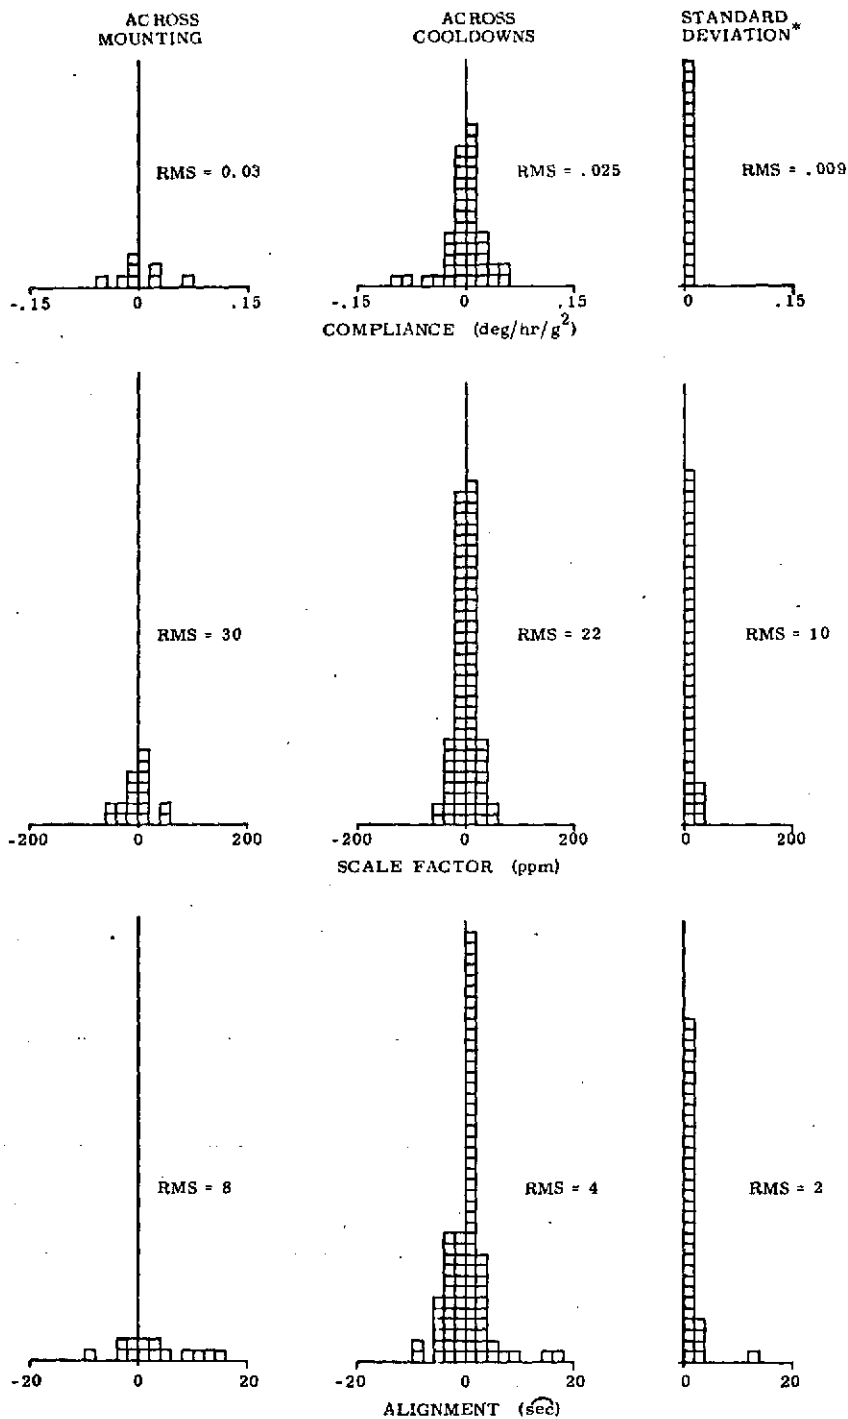 ACROSS MOUNTING
ACROSS COOLDOWNS
STANDARD DEVIATION*
RMS = 0.03
RMS = .025
RMS = .009
-.15 0 .15
-.15 0 .15
0 .15
COMPLIANCE (deg/hr/g²)
RMS = 30
RMS = 22
RMS = 10
-200 0 200
-200 0 200
0 200
SCALE FACTOR (ppm)
RMS = 8
RMS = 4
RMS = 2
-20 0 20
-20 0 20
0 20
ALIGNMENT (sec)